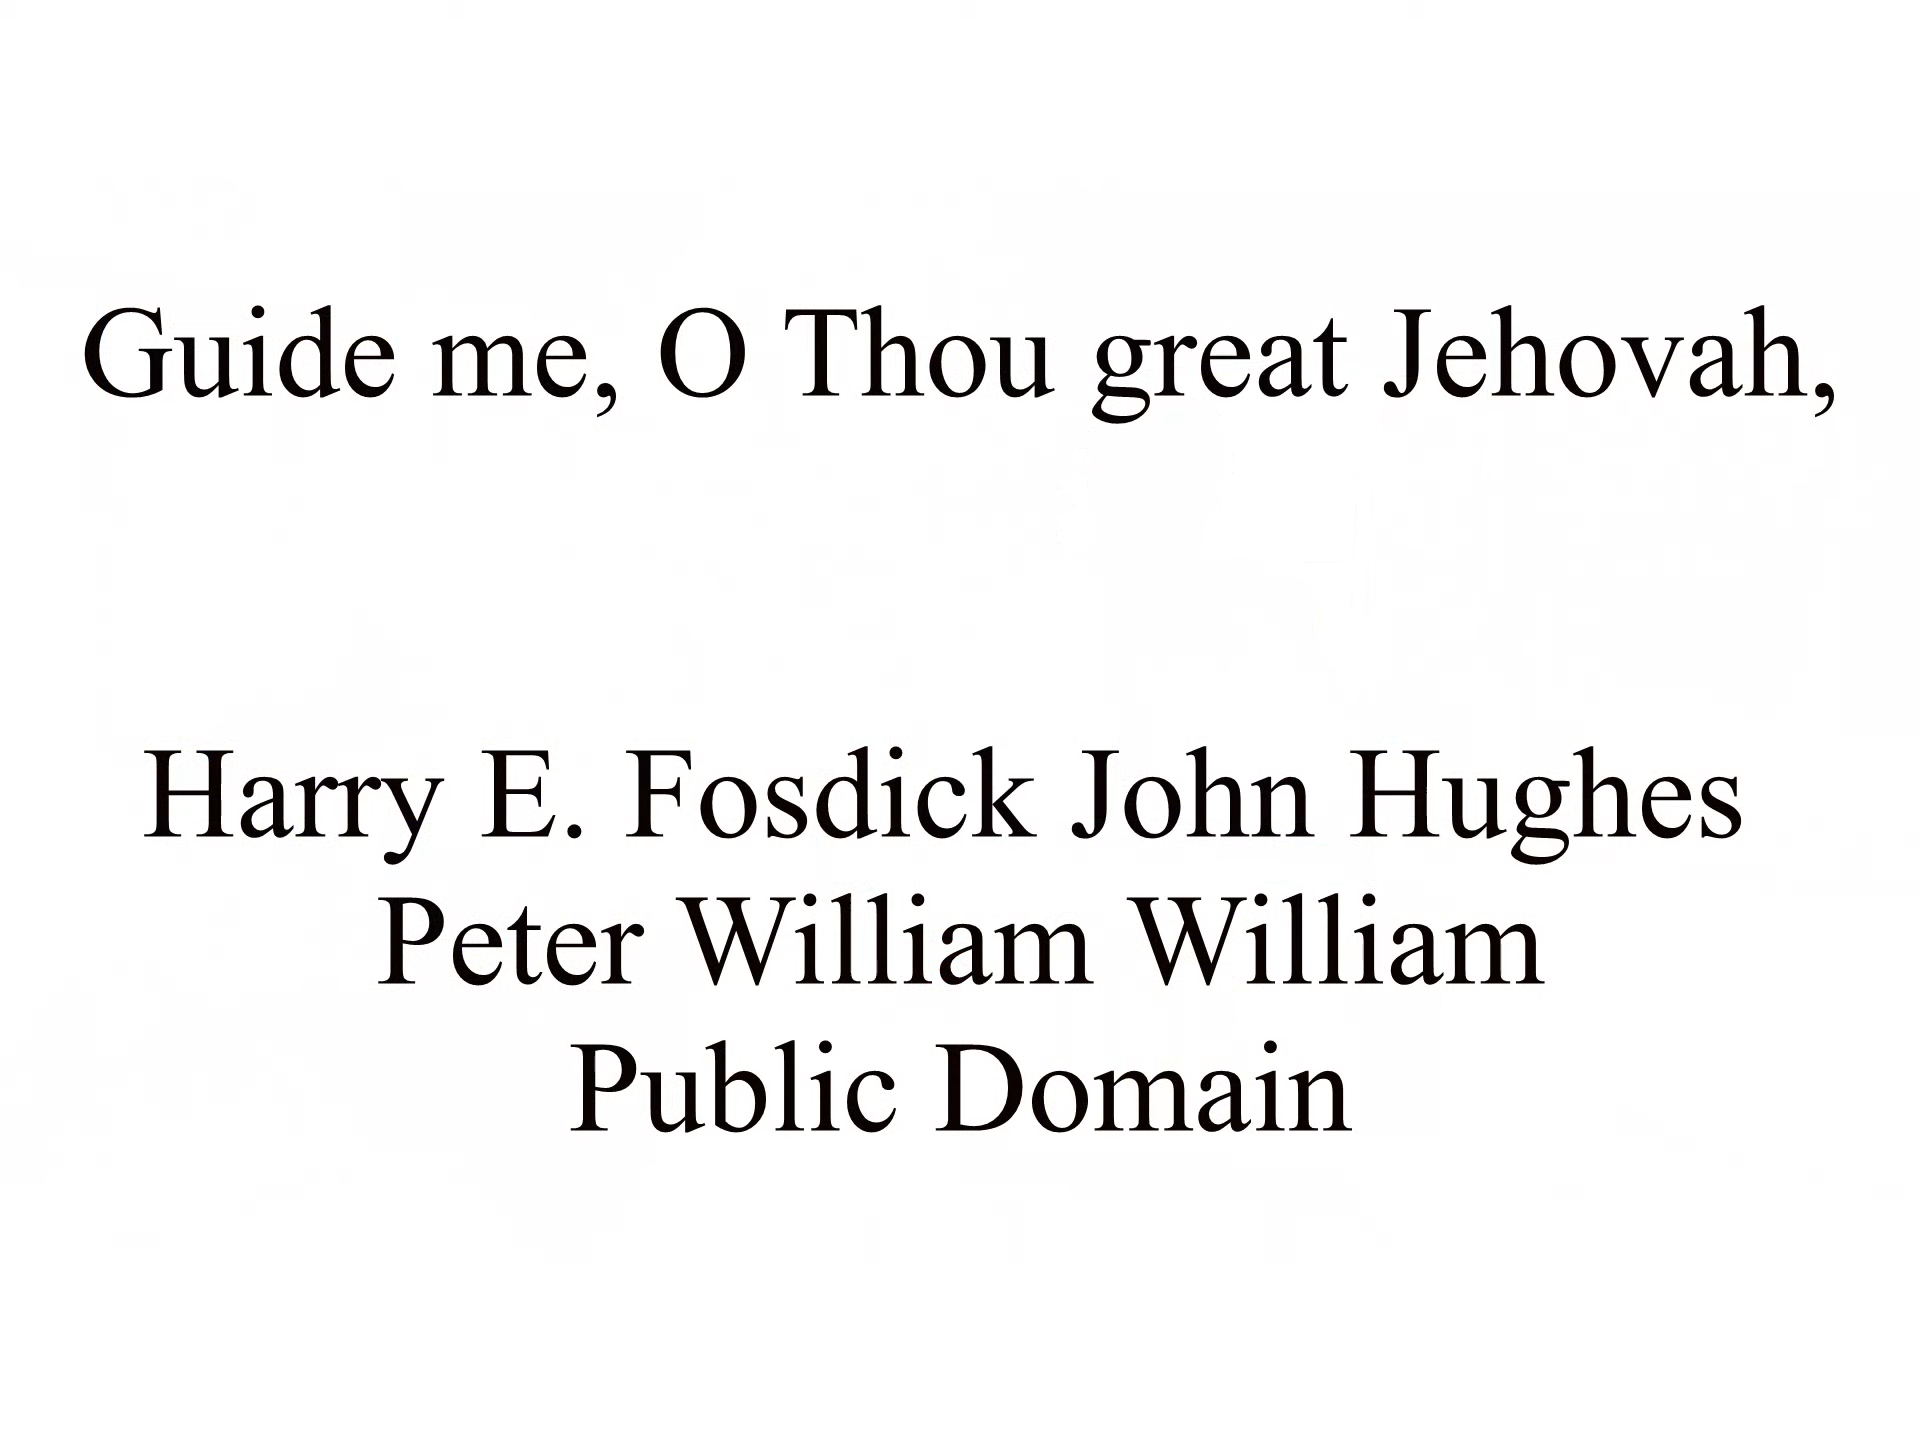 Guide me, O Thou great Jehovah,
Harry E. Fosdick John Hughes
Peter William William
Public Domain